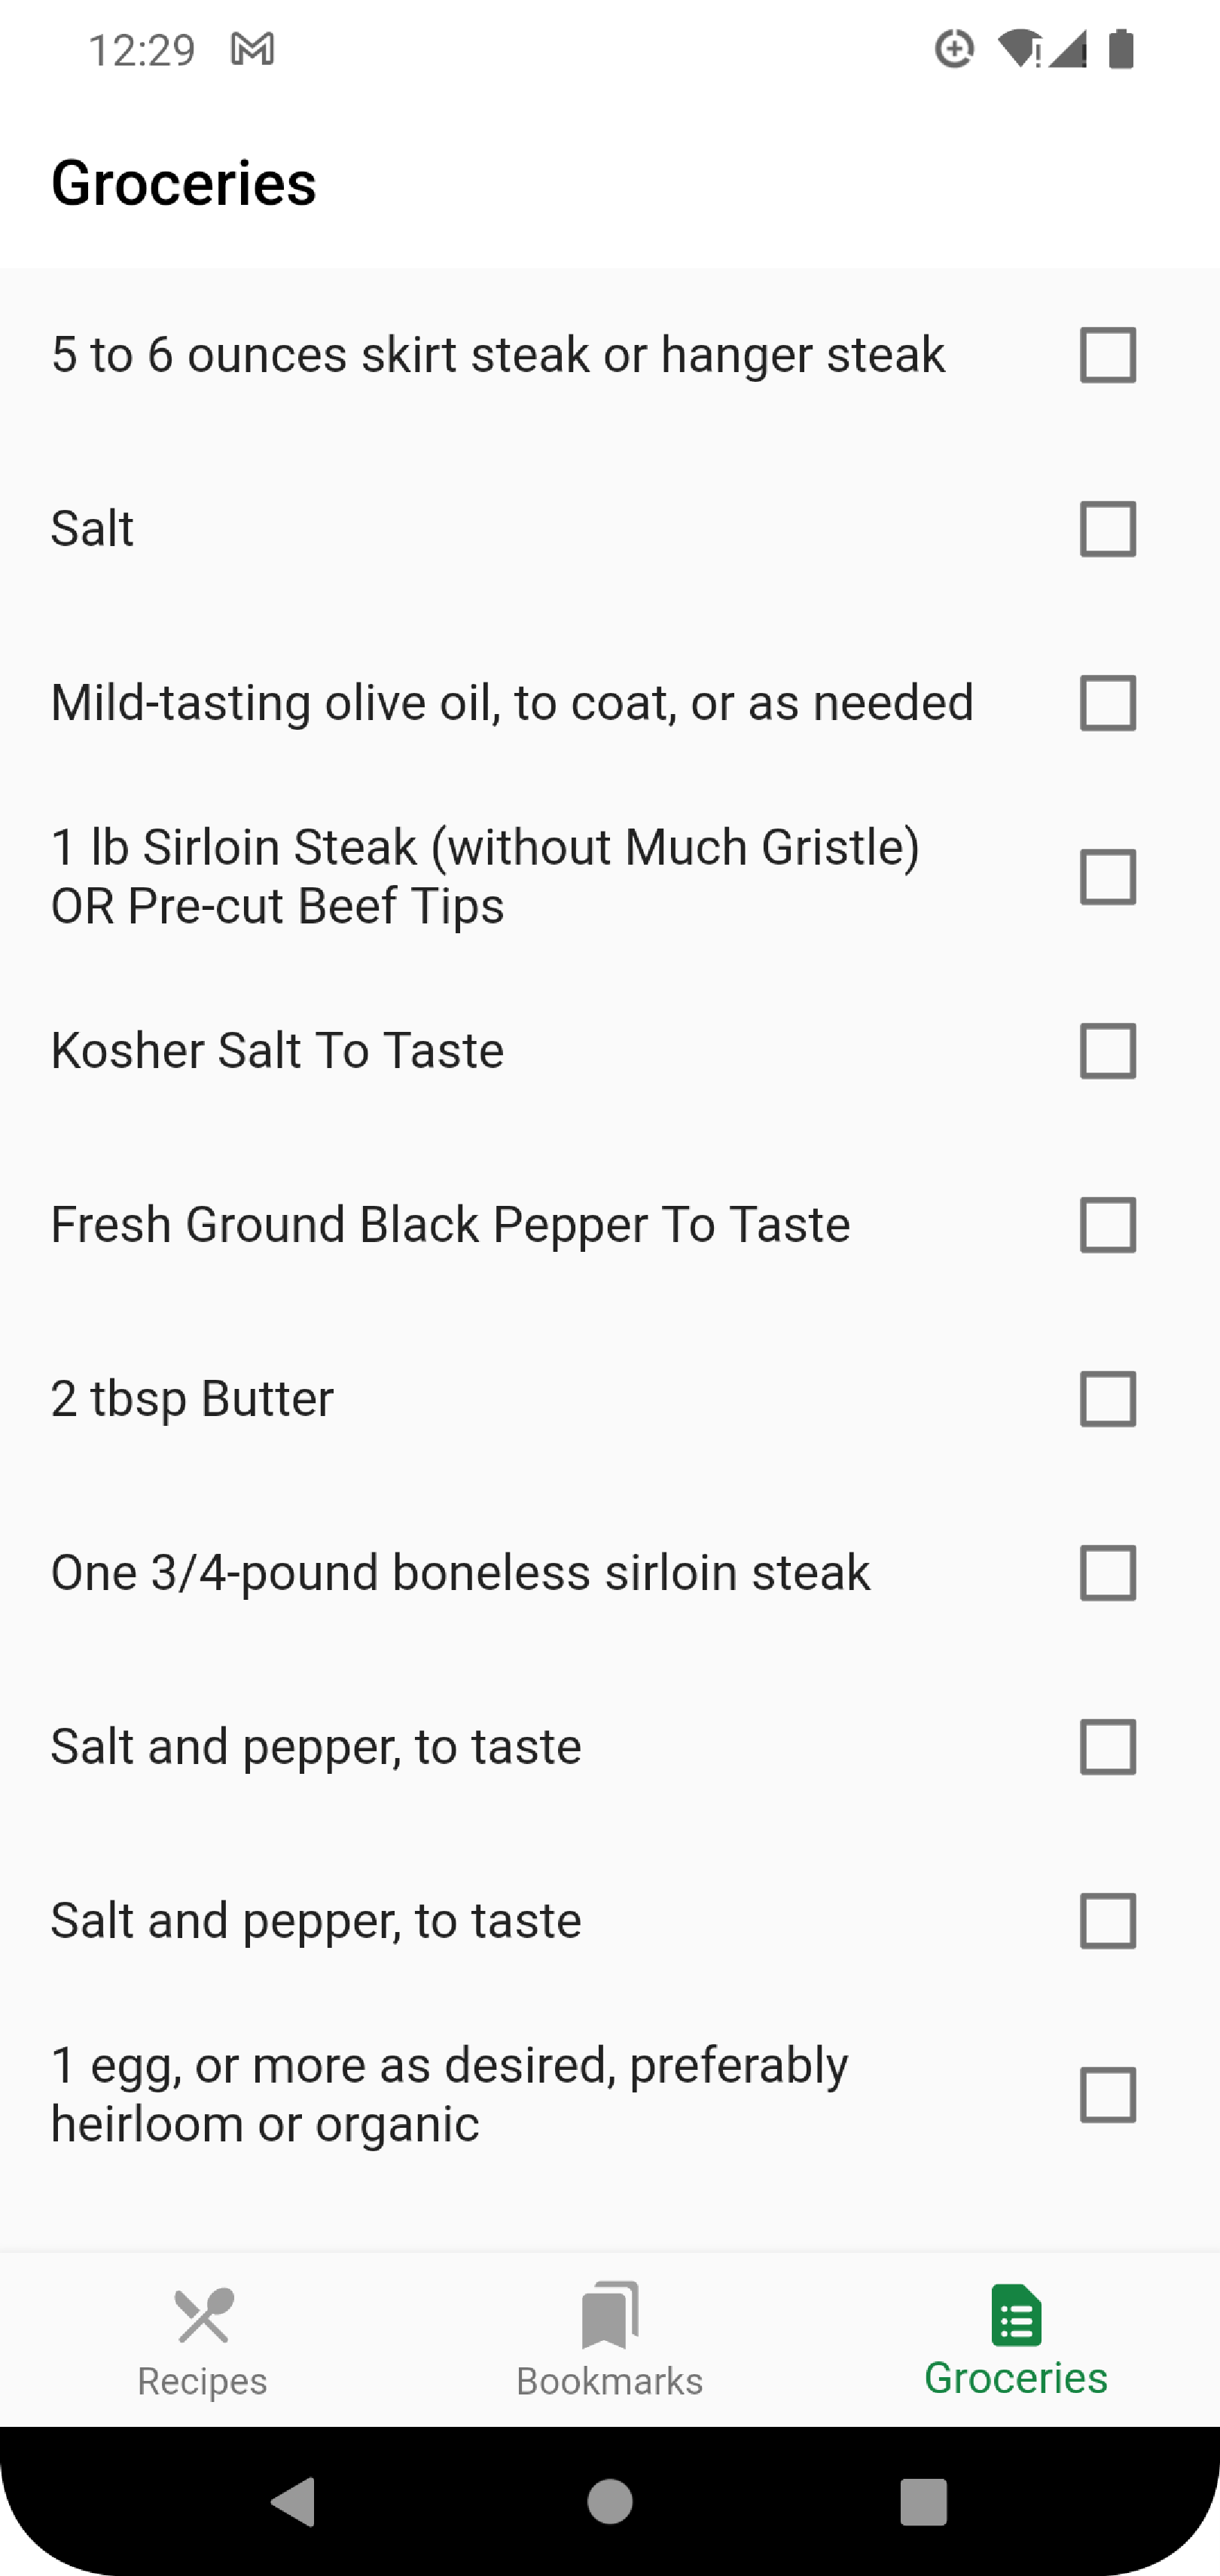 12:29
Groceries
5 to 6 ounces skirt steak or hanger steak
Salt
Mild-tasting olive oil, to coat, or as needed
1 lb Sirloin Steak (without Much Gristle)
OR Pre-cut Beef Tips
Kosher Salt To Taste
Fresh Ground Black Pepper To Taste
2 tbsp Butter
One 3/4-pound boneless sirloin steak
Salt and pepper, to taste
Salt and pepper, to taste
1 egg, or more as desired, preferably
heirloom or organic
Recipes
Bookmarks
Groceries